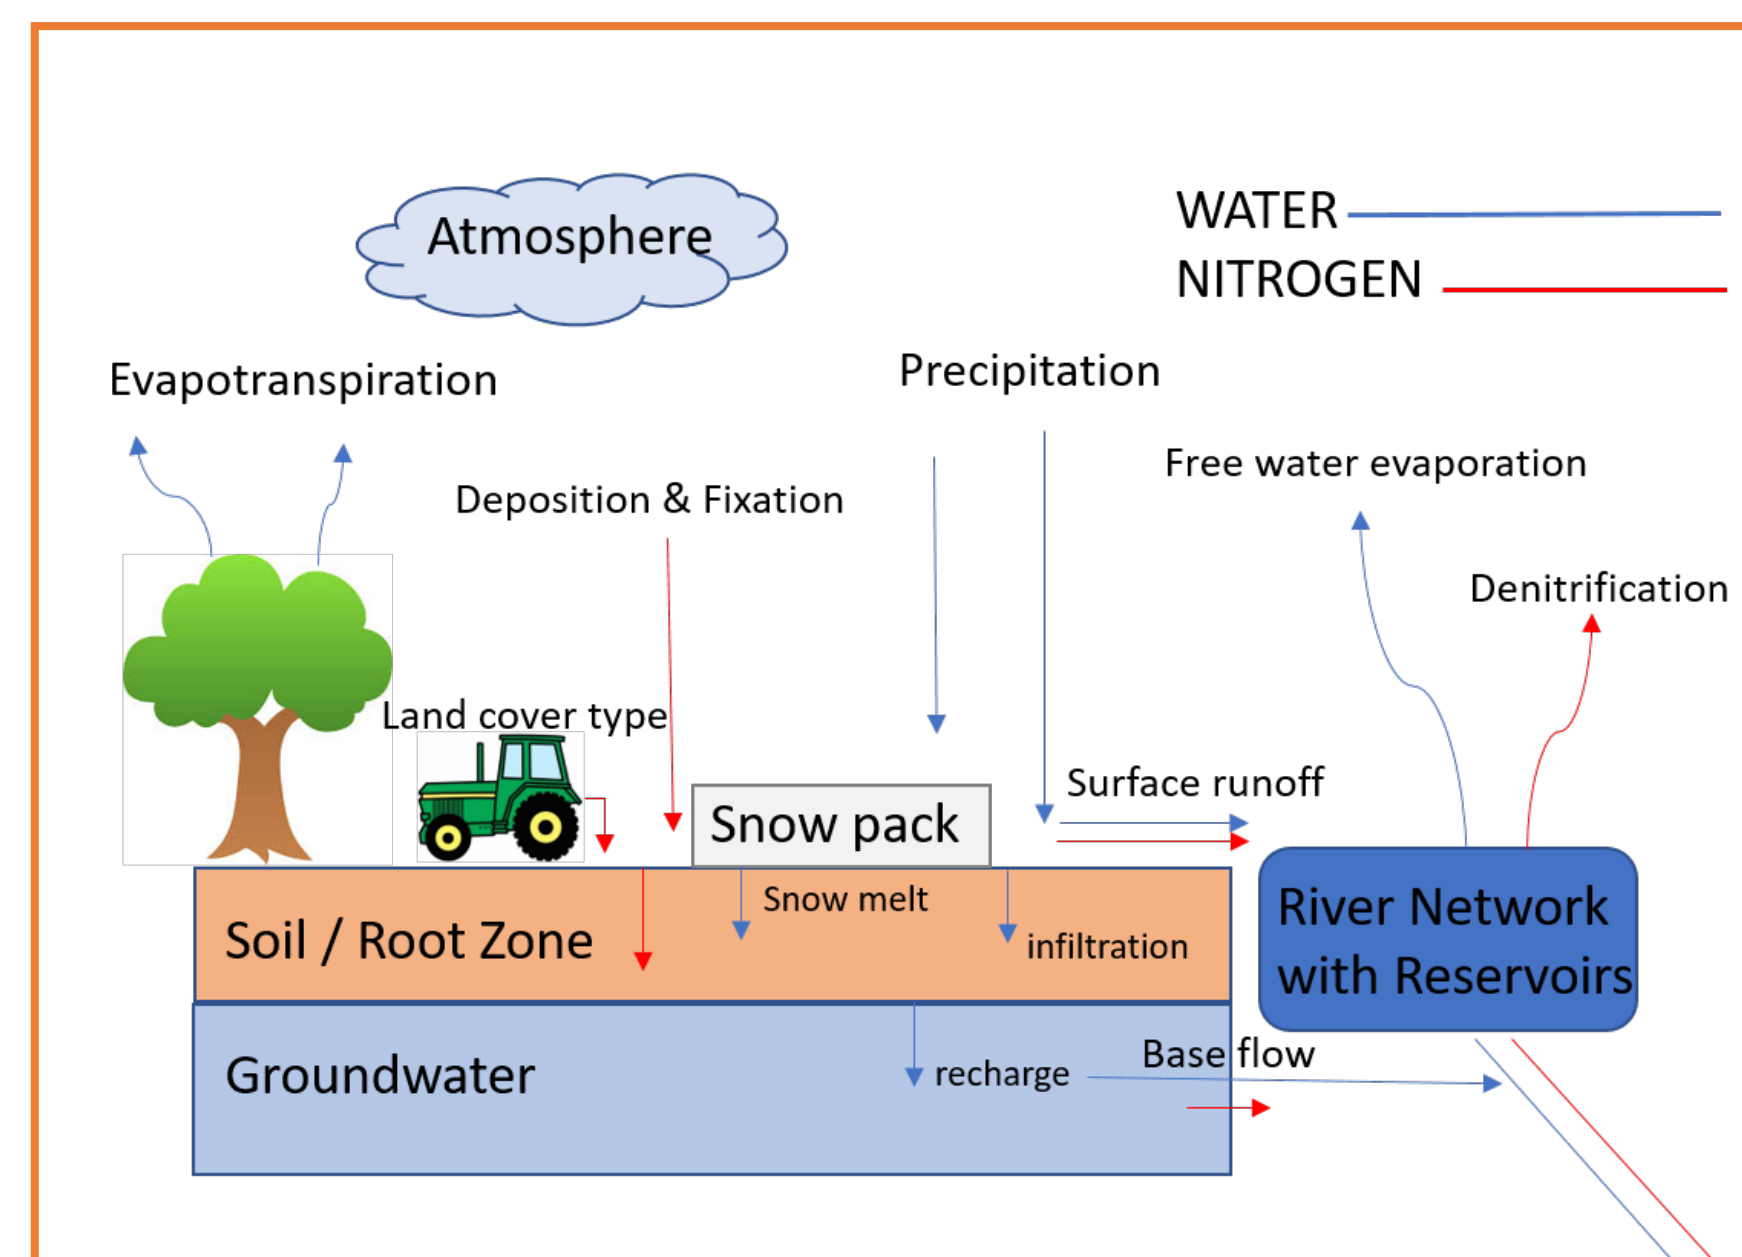 Atmosphere
WATER
NITROGEN
Evapotranspiration
Precipitation
Free water evaporation
Deposition & Fixation
Denitrification
Land cover type
Surface runoff
Snow pack
Snow melt
infiltration
Soil / Root Zone
River Network
with Reservoirs
Groundwater
recharge
Base flow